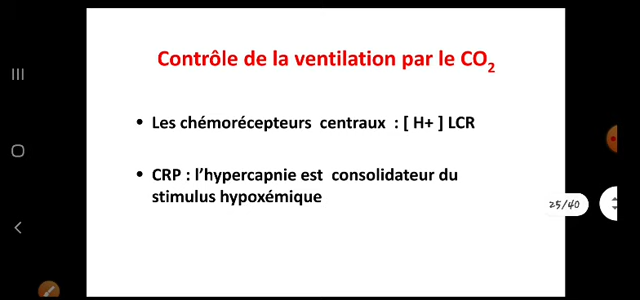 Contrôle de la ventilation par le CO2
• Les chémorécepteurs centraux : [ H+ ] LCR
• CRP : l’hypercapnie est consolidateur du
stimulus hypoxémique
25/40